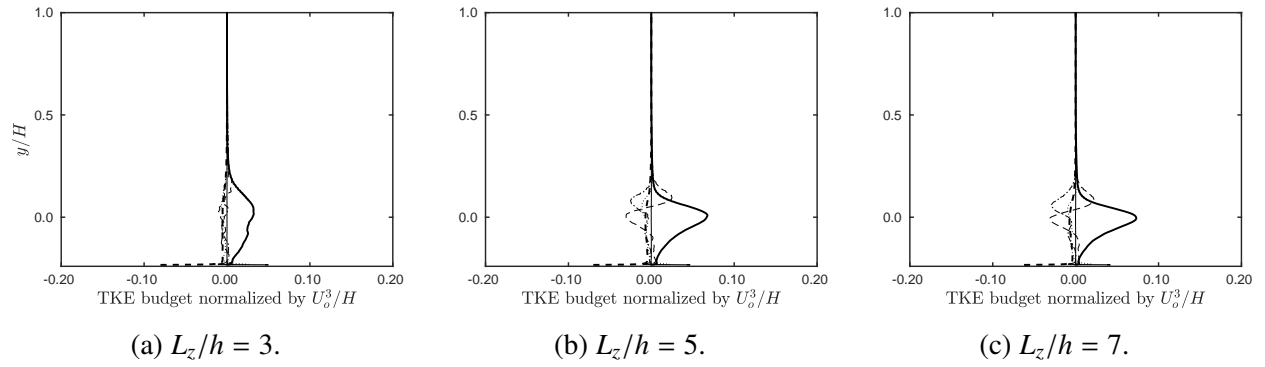 1.0
0.5
0.0
y/H
-0.20 -0.10 0.00 0.10 0.20
TKE budget normalized by U_o^3/H
(a) L_z/h = 3.
1.0
0.5
0.0
-0.20 -0.10 0.00 0.10 0.20
TKE budget normalized by U_o^3/H
(b) L_z/h = 5.
1.0
0.5
0.0
-0.20 -0.10 0.00 0.10 0.20
TKE budget normalized by U_o^3/H
(c) L_z/h = 7.